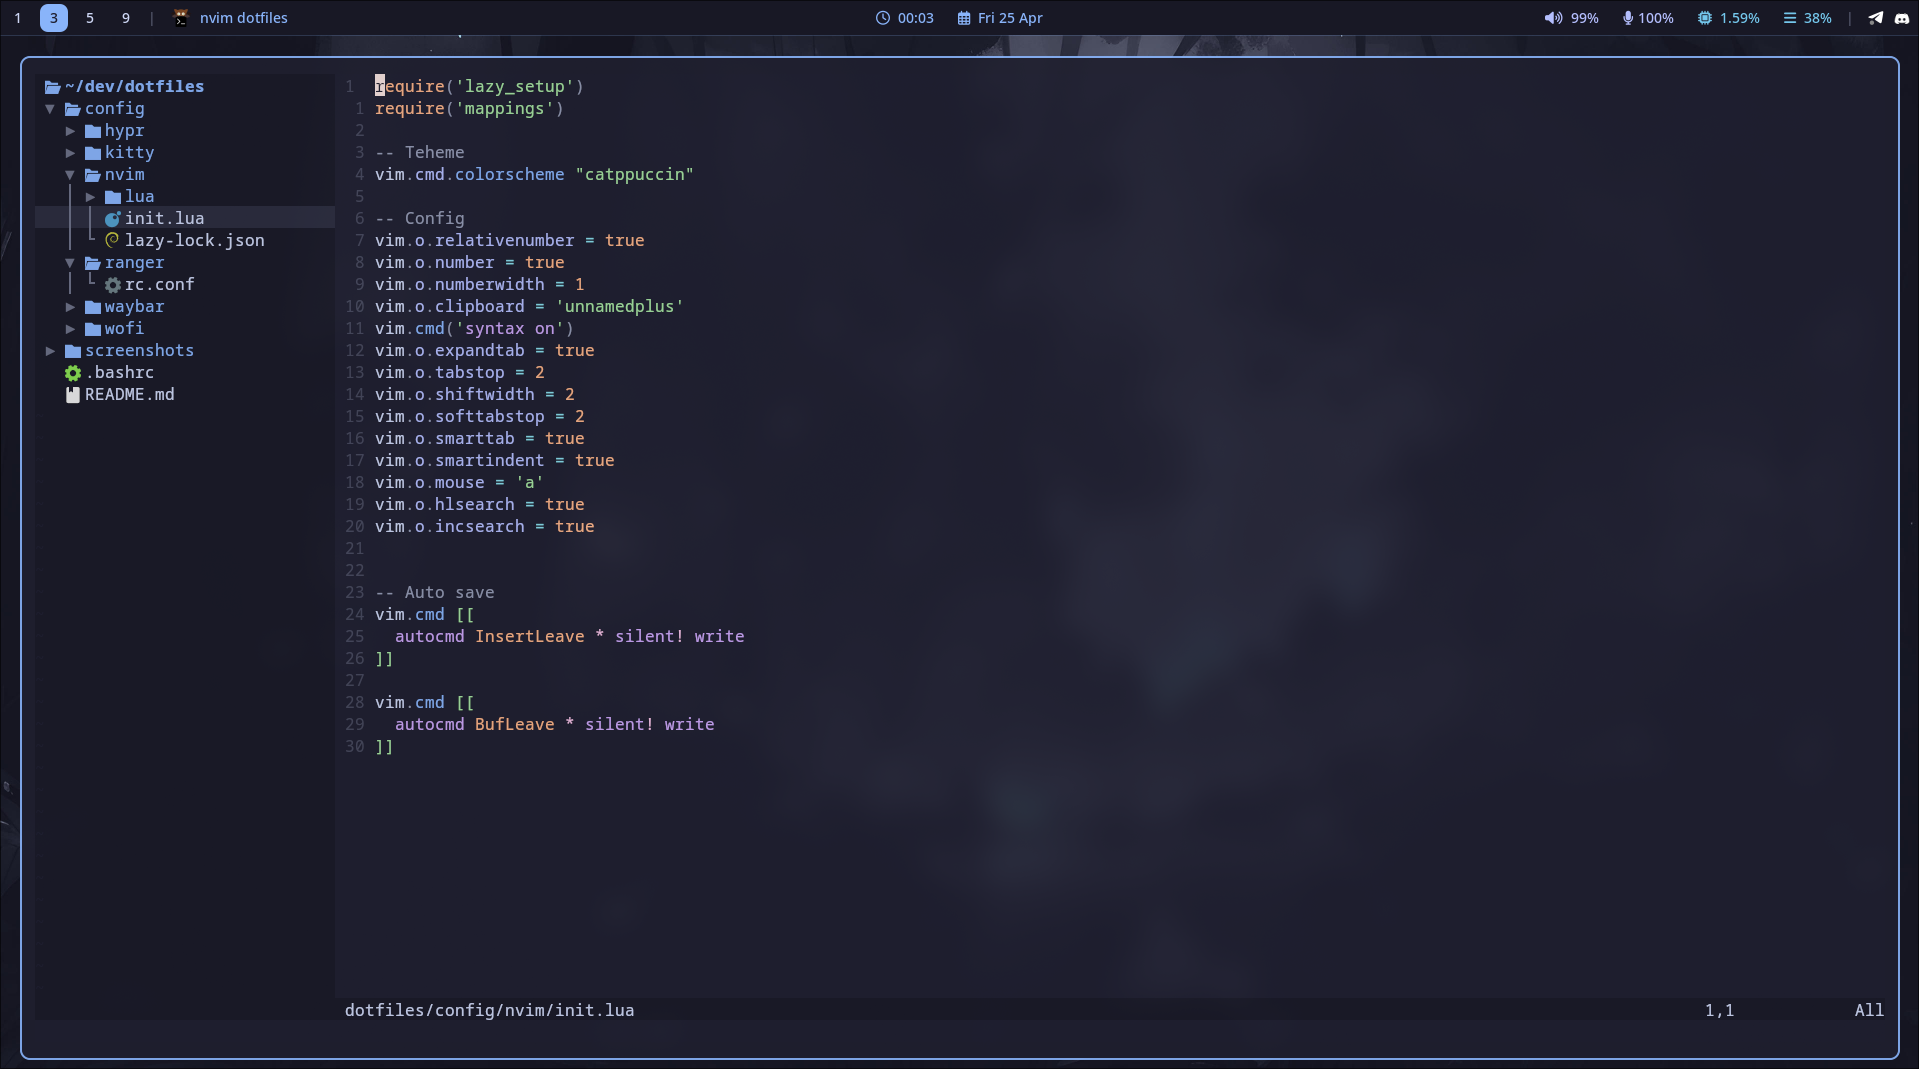 1 3 5 9 | nvim dotfiles 00:03 Fri 25 Apr 99% 100% 1.59% 38% |
~/dev/dotfiles
config
hypr
kitty
nvim
lua
init.lua
lazy-lock.json
ranger
rc.conf
waybar
wofi
screenshots
.bashrc
README.md
1 require('lazy_setup')
1 require('mappings')
2
3 -- Teheme
4 vim.cmd.colorscheme "catppuccin"
5
6 -- Config
7 vim.o.relativenumber = true
8 vim.o.number = true
9 vim.o.numberwidth = 1
10 vim.o.clipboard = 'unnamedplus'
11 vim.cmd('syntax on')
12 vim.o.expandtab = true
13 vim.o.tabstop = 2
14 vim.o.shiftwidth = 2
15 vim.o.softtabstop = 2
16 vim.o.smarttab = true
17 vim.o.smartindent = true
18 vim.o.mouse = 'a'
19 vim.o.hlsearch = true
20 vim.o.incsearch = true
21
22
23 -- Auto save
24 vim.cmd [[
25   autocmd InsertLeave * silent! write
26 ]]
27
28 vim.cmd [[
29   autocmd BufLeave * silent! write
30 ]]
dotfiles/config/nvim/init.lua 1,1 All